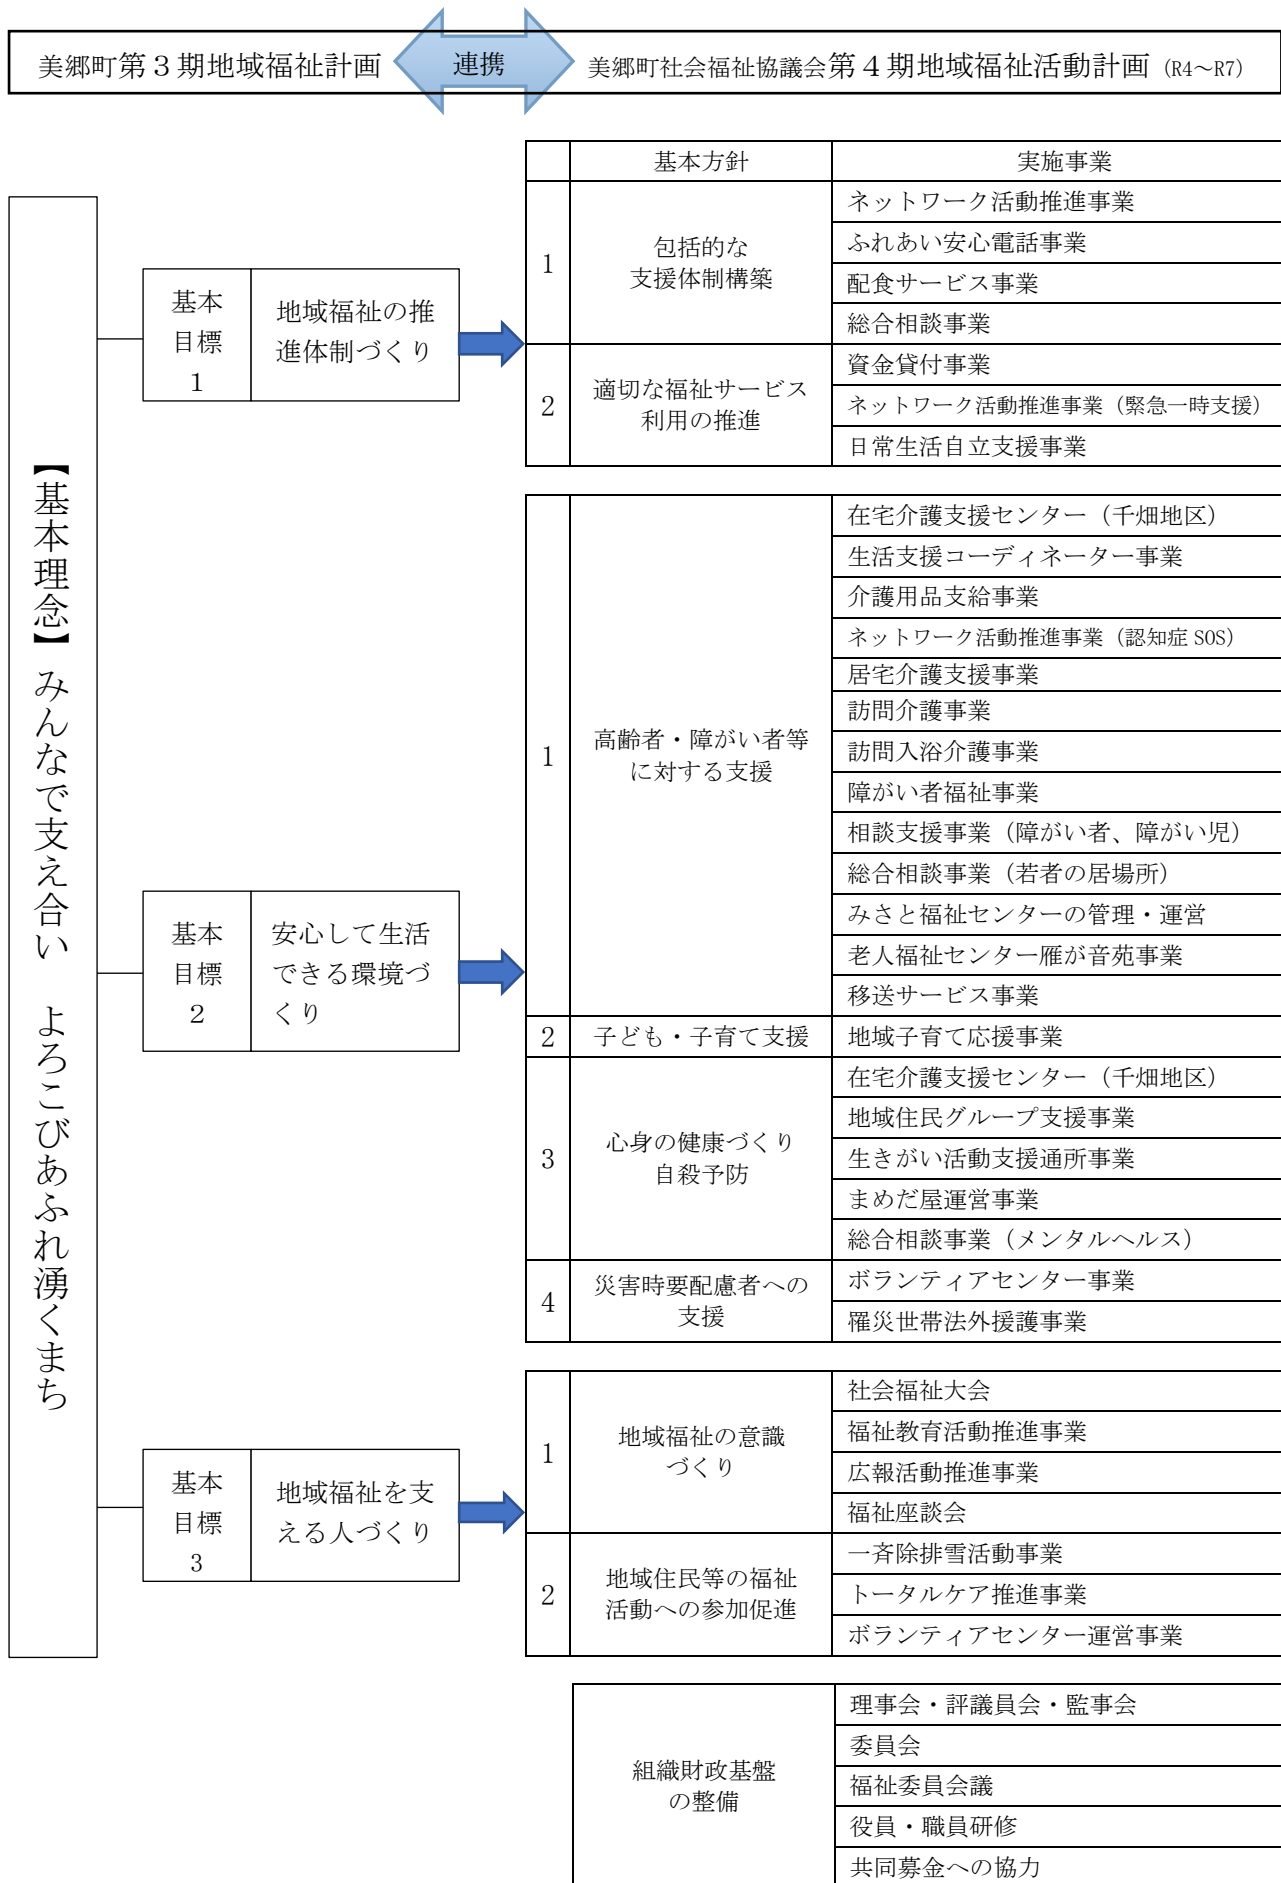 美郷町第３期地域福祉計画
連携
美郷町社会福祉協議会第４期地域福祉活動計画（R4～R7）
【基本理念】みんなで支え合い　よろこびあふれ湧くまち
基本
目標
１
地域福祉の推
進体制づくり
基本方針
実施事業
1
包括的な
支援体制構築
ネットワーク活動推進事業
ふれあい安心電話事業
配食サービス事業
総合相談事業
2
適切な福祉サービス
利用の推進
資金貸付事業
ネットワーク活動推進事業（緊急一時支援）
日常生活自立支援事業
基本
目標
2
安心して生活
できる環境づ
くり
1
高齢者・障がい者等
に対する支援
在宅介護支援センター（千畑地区）
生活支援コーディネーター事業
介護用品支給事業
ネットワーク活動推進事業（認知症 SOS）
居宅介護支援事業
訪問介護事業
訪問入浴介護事業
障がい者福祉事業
相談支援事業（障がい者、障がい児）
総合相談事業（若者の居場所）
みさと福祉センターの管理・運営
老人福祉センター雁が音苑事業
移送サービス事業
2
子ども・子育て支援
地域子育て応援事業
3
心身の健康づくり
自殺予防
在宅介護支援センター（千畑地区）
地域住民グループ支援事業
生きがい活動支援通所事業
まめだ屋運営事業
総合相談事業（メンタルヘルス）
4
災害時要配慮者への
支援
ボランティアセンター事業
罹災世帯法外援護事業
基本
目標
3
地域福祉を支
える人づくり
1
地域福祉の意識
づくり
社会福祉大会
福祉教育活動推進事業
広報活動推進事業
福祉座談会
2
地域住民等の福祉
活動への参加促進
一斉除排雪活動事業
トータルケア推進事業
ボランティアセンター運営事業
組織財政基盤
の整備
理事会・評議員会・監事会
委員会
福祉委員会議
役員・職員研修
共同募金への協力